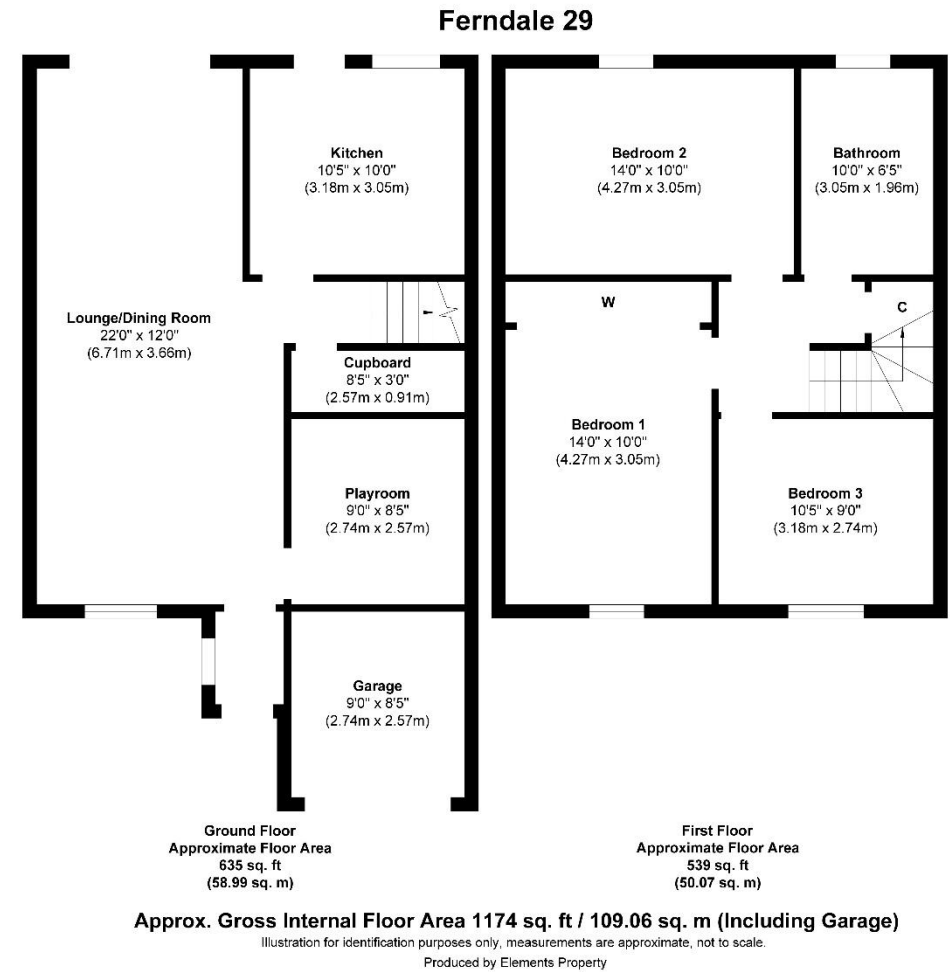 Ferndale 29
Kitchen
10'5" x 10'0"
(3.18m x 3.05m)
Lounge/Dining Room
22'0" x 12'0"
(6.71m x 3.66m)
Cupboard
8'5" x 3'0"
(2.57m x 0.91m)
Playroom
9'0" x 8'5"
(2.74m x 2.57m)
Garage
9'0" x 8'5"
(2.74m x 2.57m)
Ground Floor
Approximate Floor Area
635 sq. ft
(58.99 sq. m)
Bedroom 2
14'0" x 10'0"
(4.27m x 3.05m)
Bathroom
10'0" x 6'5"
(3.05m x 1.96m)
W
C
Bedroom 1
14'0" x 10'0"
(4.27m x 3.05m)
Bedroom 3
10'5" x 9'0"
(3.18m x 2.74m)
First Floor
Approximate Floor Area
539 sq. ft
(50.07 sq. m)
Approx. Gross Internal Floor Area 1174 sq. ft / 109.06 sq. m (Including Garage)
Illustration for identification purposes only, measurements are approximate, not to scale.
Produced by Elements Property